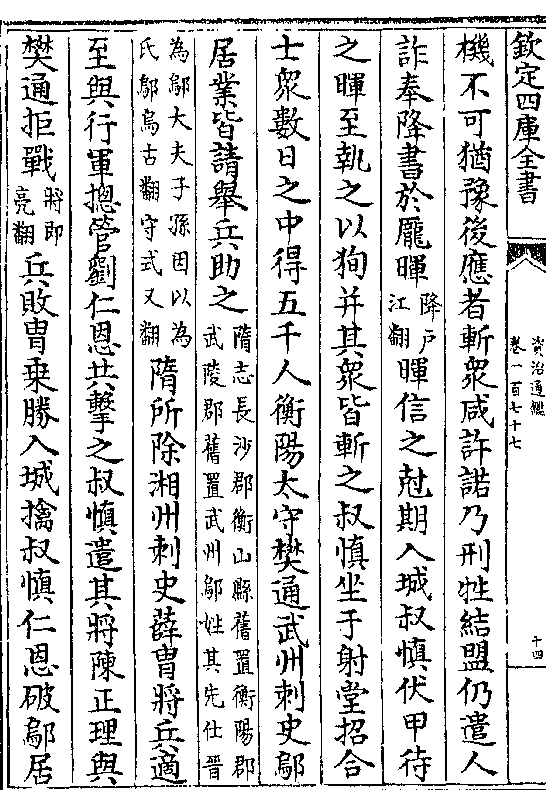 欽定四庫全書
資治通鑑
卷一百七十七
十四
機不可猶豫後應者斬衆咸許諾乃刑牲結盟仍遣人
詐奉降書於龎暉降户江翻暉信之尅期入城叔慎伏甲待
之暉至執之以狥并其衆皆斬之叔慎坐于射堂招合
士衆數日之中得五千人衡陽太守樊通武州刺史鄔
居業皆請舉兵助之隋志長沙郡衡山縣舊置衡陽郡武陵郡舊置武州鄔姓其先仕晉
為鄔大夫子孫因以為氏鄔烏古翻守式又翻隋所除湘州刺史薛胄將兵適
至與行軍揔管劉仁恩共擊之叔慎遣其將陳正理與
樊通拒戰將即亮翻兵敗胄乗勝入城擒叔慎仁恩破鄔居